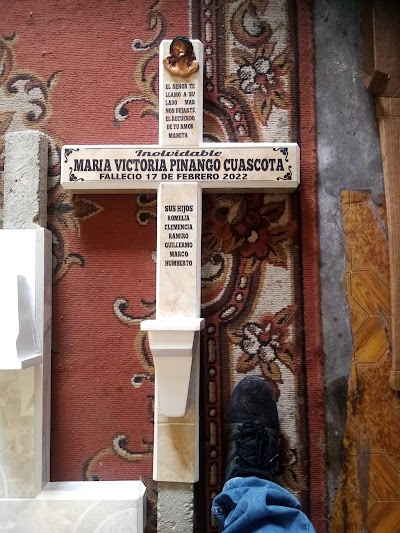 EL NEÑOR TE
LLAMO A SU
LADO MAS
NOS DEJASTE
EL RECUERDO
DE TU AMOR
MAMITA
Inolvidable
MARIA VICTORIA PINANGO CUASCOTA
FALLECIO 17 DE FEBRERO 2022
SUS HIJOS
ROMELIA
CLEMENCIA
RAMIRO
GUILLERMO
MARCO
HUMBERTO